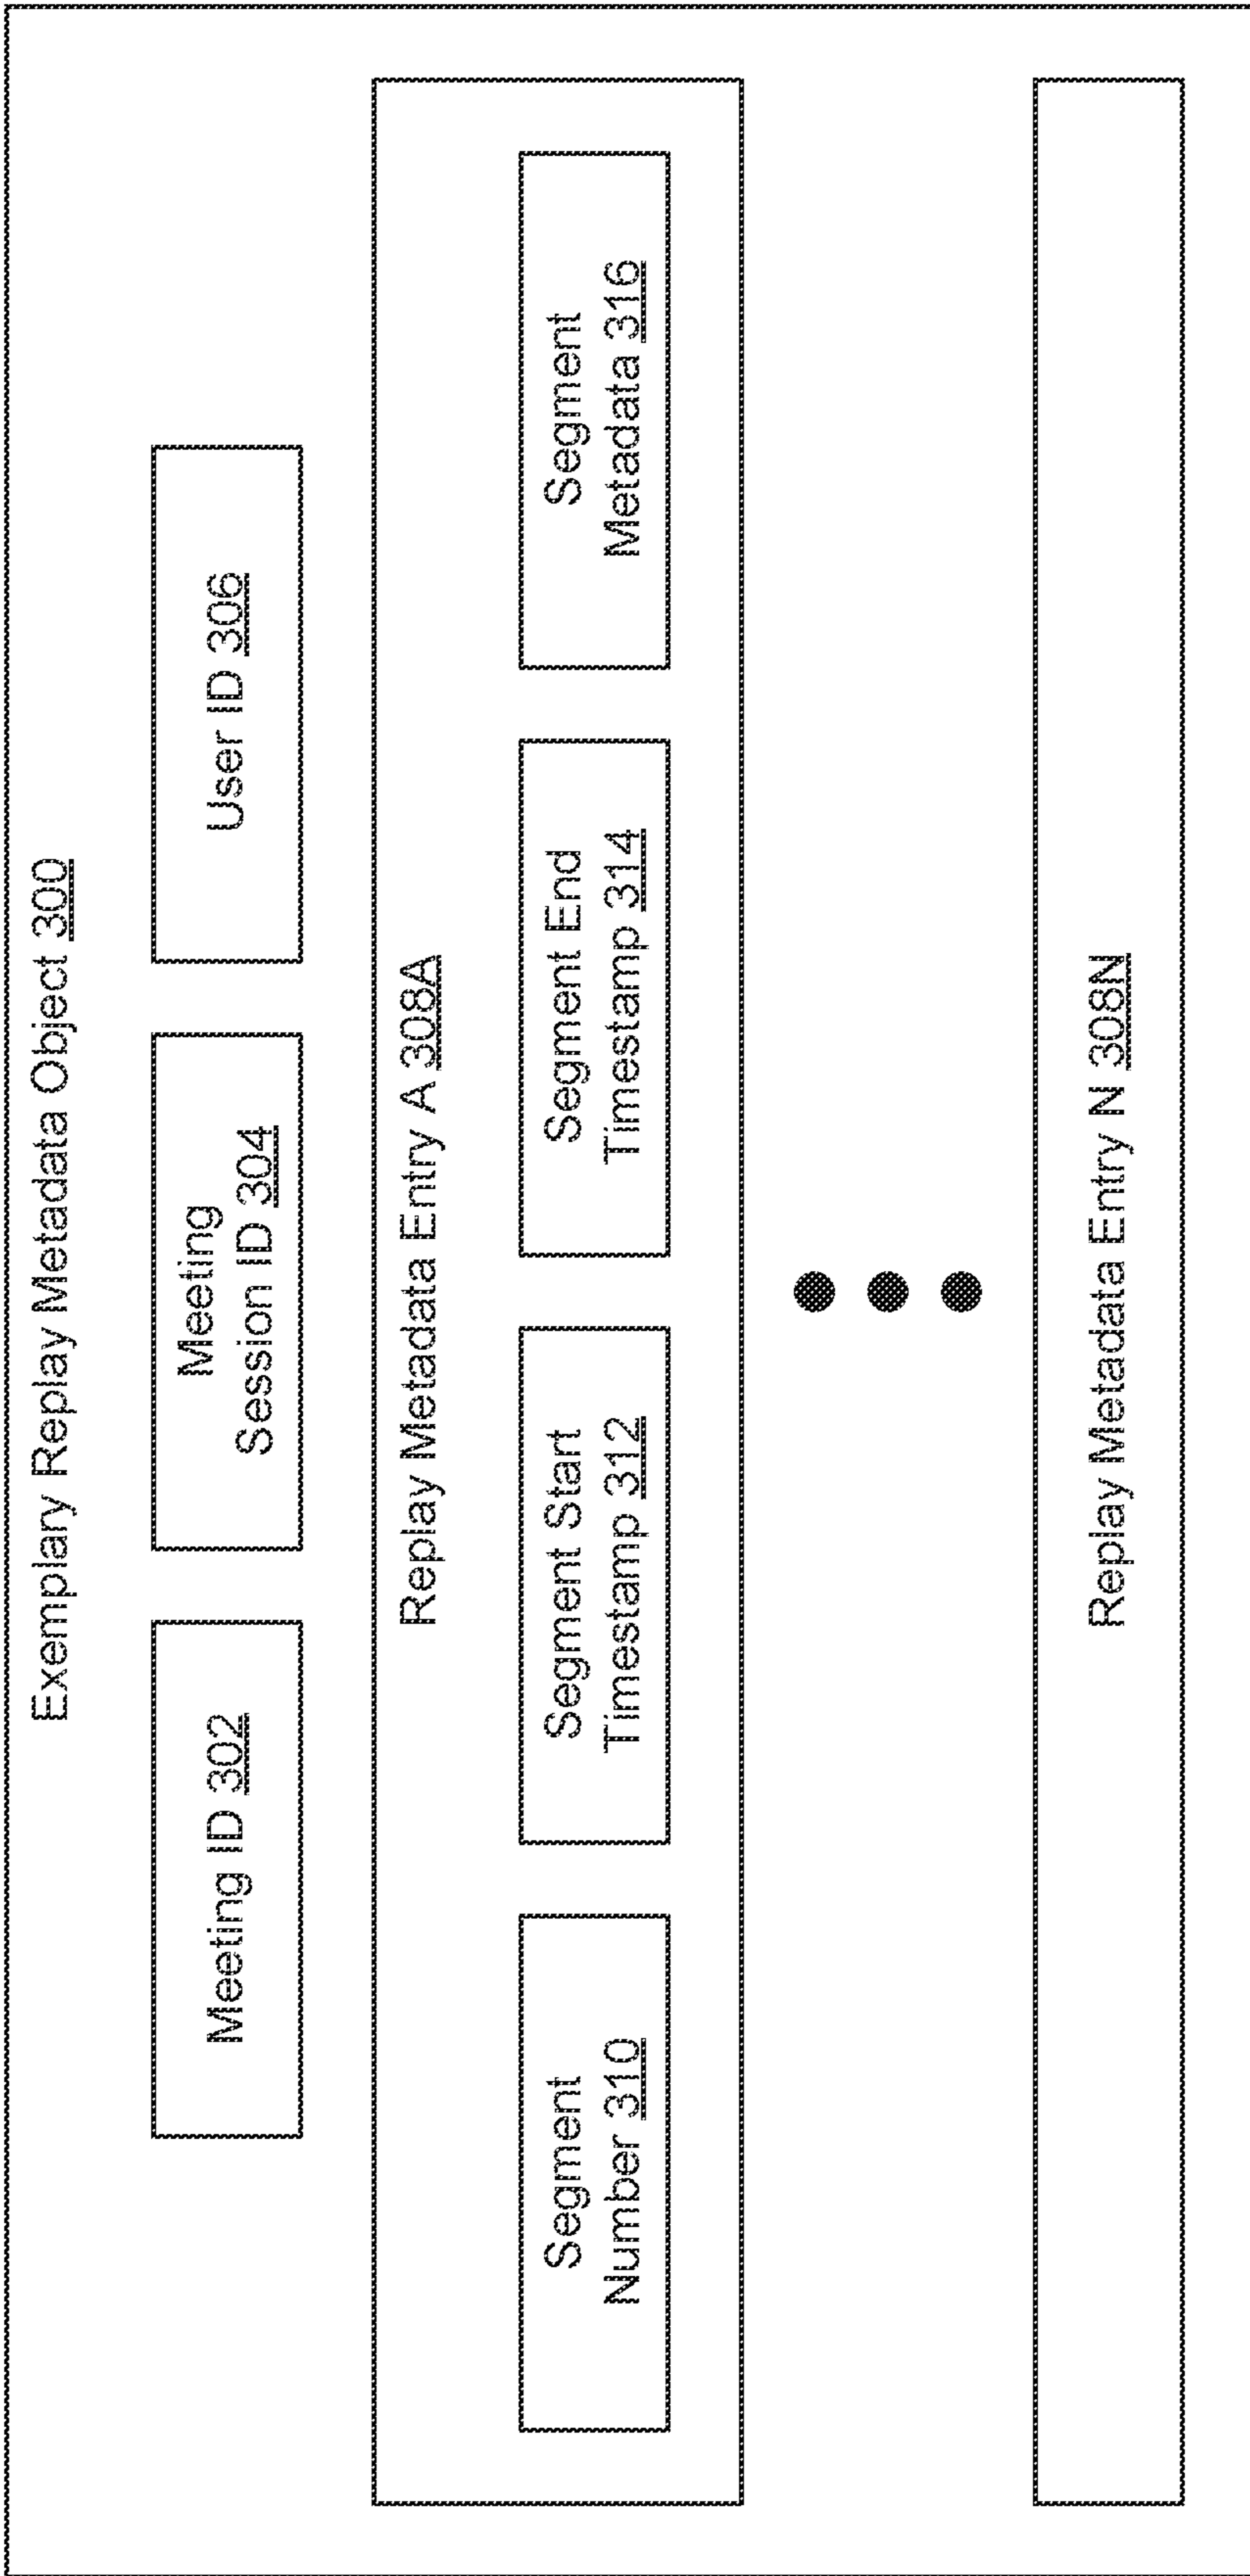 Exemplary Replay Metadata Object 300
Meeting ID 302
Meeting
Session ID 304
User ID 306
Replay Metadata Entry A 308A
Segment
Number 310
Segment Start
Timestamp 312
Segment End
Timestamp 314
Segment
Metadata 316
Replay Metadata Entry N 308N